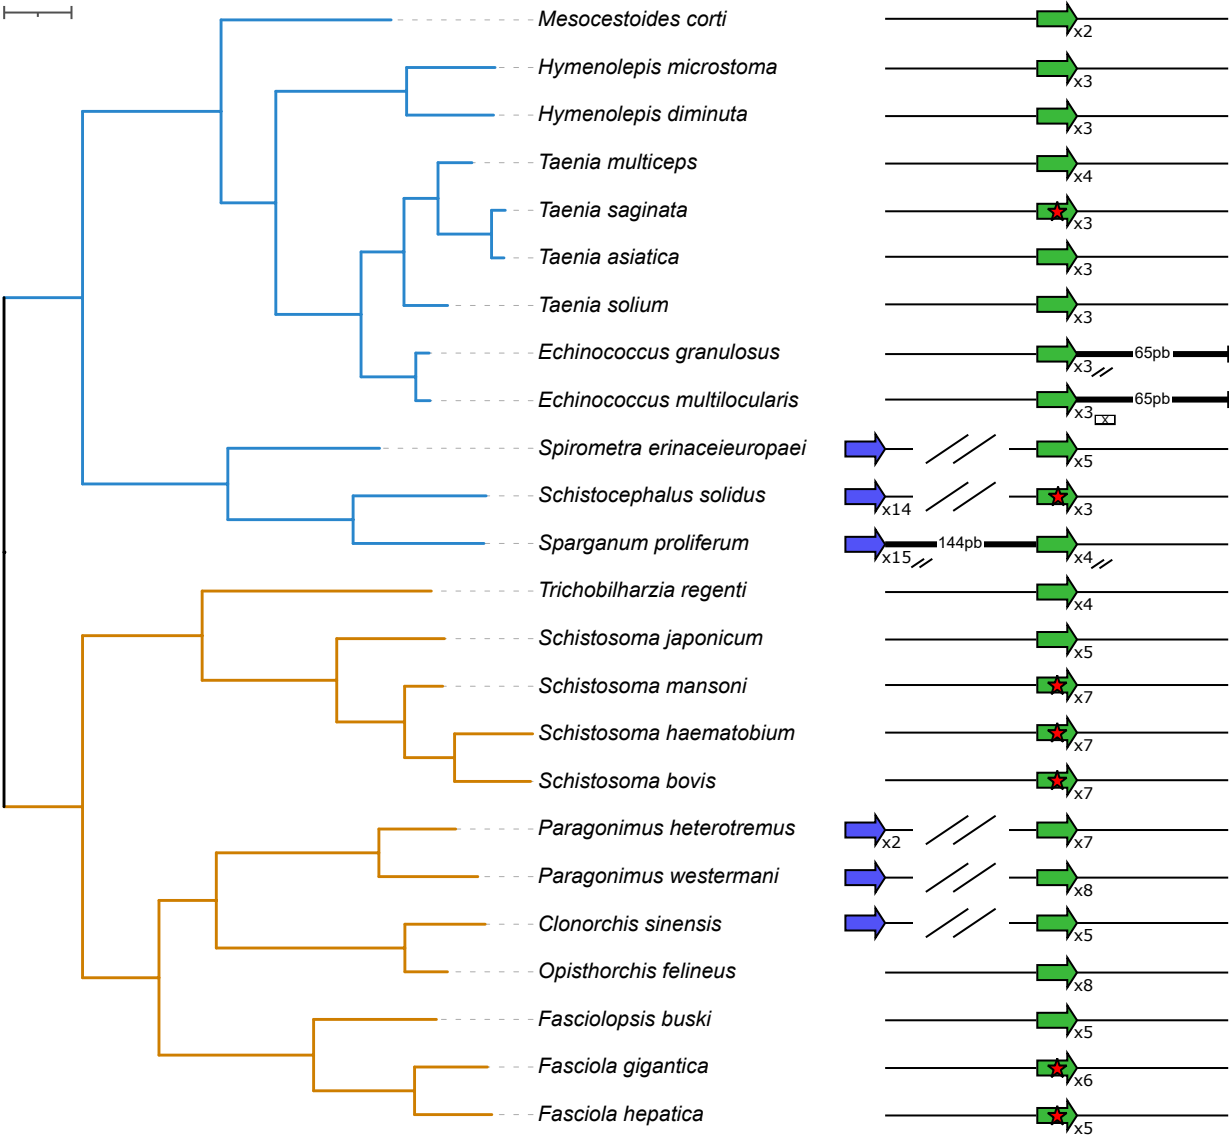 Mesocestoides corti x2
Hymenolepis microstoma x3
Hymenolepis diminuta x3
Taenia multiceps x4
Taenia saginata x3
Taenia asiatica x3
Taenia solium x3
Echinococcus granulosus x3 65pb
Echinococcus multilocularis x3 x 65pb
Spirometra erinaceieuropaei x5
Schistocephalus solidus x14 x3
Sparganum proliferum x15 144pb x4
Trichobilharzia regenti x4
Schistosoma japonicum x5
Schistosoma mansoni x7
Schistosoma haematobium x7
Schistosoma bovis x7
Paragonimus heterotremus x2 x7
Paragonimus westermani x8
Clonorchis sinensis x5
Opisthorchis felineus x8
Fasciolopsis buski x5
Fasciola gigantica x6
Fasciola hepatica x5